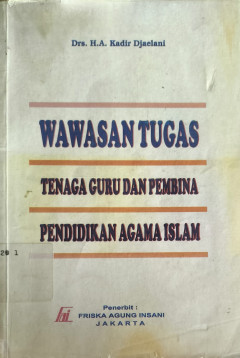 Drs. H.A. Kadir Djaelani
WAWASAN TUGAS
TENAGA GURU DAN PEMBINA
PENDIDIKAN AGAMA ISLAM
Penerbit :
FRISKA AGUNG INSANI
JAKARTA